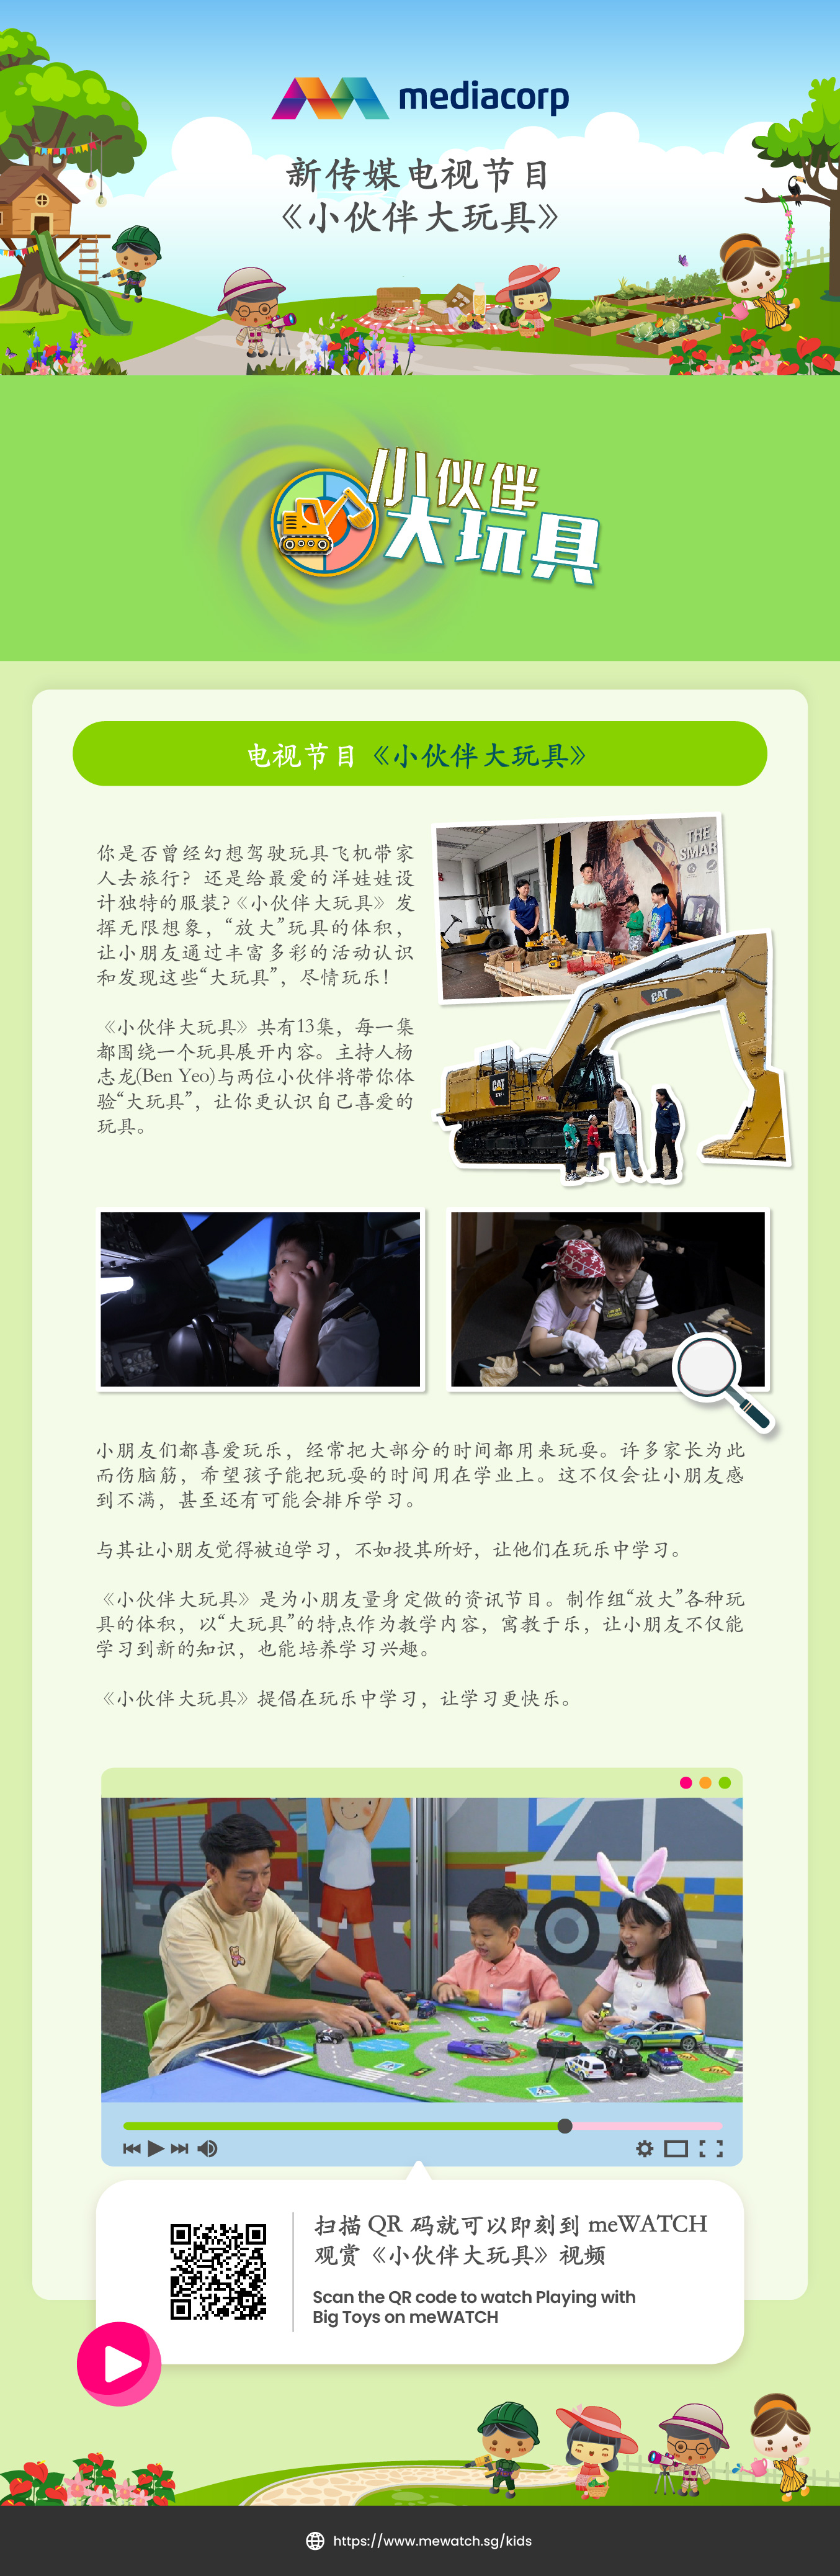 mediacorp
新传媒电视节目
《小伙伴大玩具》
小伙伴
大玩具
电视节目《小伙伴大玩具》
你是否曾经幻想驾驶玩具飞机带家
人去旅行？还是给最爱的洋娃娃设
计独特的服装？《小伙伴大玩具》发
挥无限想象，“放大”玩具的体积，
让小朋友通过丰富多彩的活动认识
和发现这些“大玩具”，尽情玩乐！
《小伙伴大玩具》共有13集，每一集
都围绕一个玩具展开内容。主持人杨
志龙(Ben Yeo)与两位小伙伴将带你体
验“大玩具”，让你更认识自己喜爱的
玩具。
THE
SMAR
CAT
CAT
小朋友们都喜爱玩乐，经常把大部分的时间都用来玩耍。许多家长为此
而伤脑筋，希望孩子能把玩耍的时间用在学业上。这不仅会让小朋友感
到不满，甚至还有可能会排斥学习。
与其让小朋友觉得被迫学习，不如投其所好，让他们在玩乐中学习。
《小伙伴大玩具》是为小朋友量身定做的资讯节目。制作组“放大”各种玩
具的体积，以“大玩具”的特点作为教学内容，寓教于乐，让小朋友不仅能
学习到新的知识，也能培养学习兴趣。
《小伙伴大玩具》提倡在玩乐中学习，让学习更快乐。
扫描 QR 码就可以即刻到 meWATCH
观赏《小伙伴大玩具》视频
Scan the QR code to watch Playing with
Big Toys on meWATCH
https://www.mewatch.sg/kids